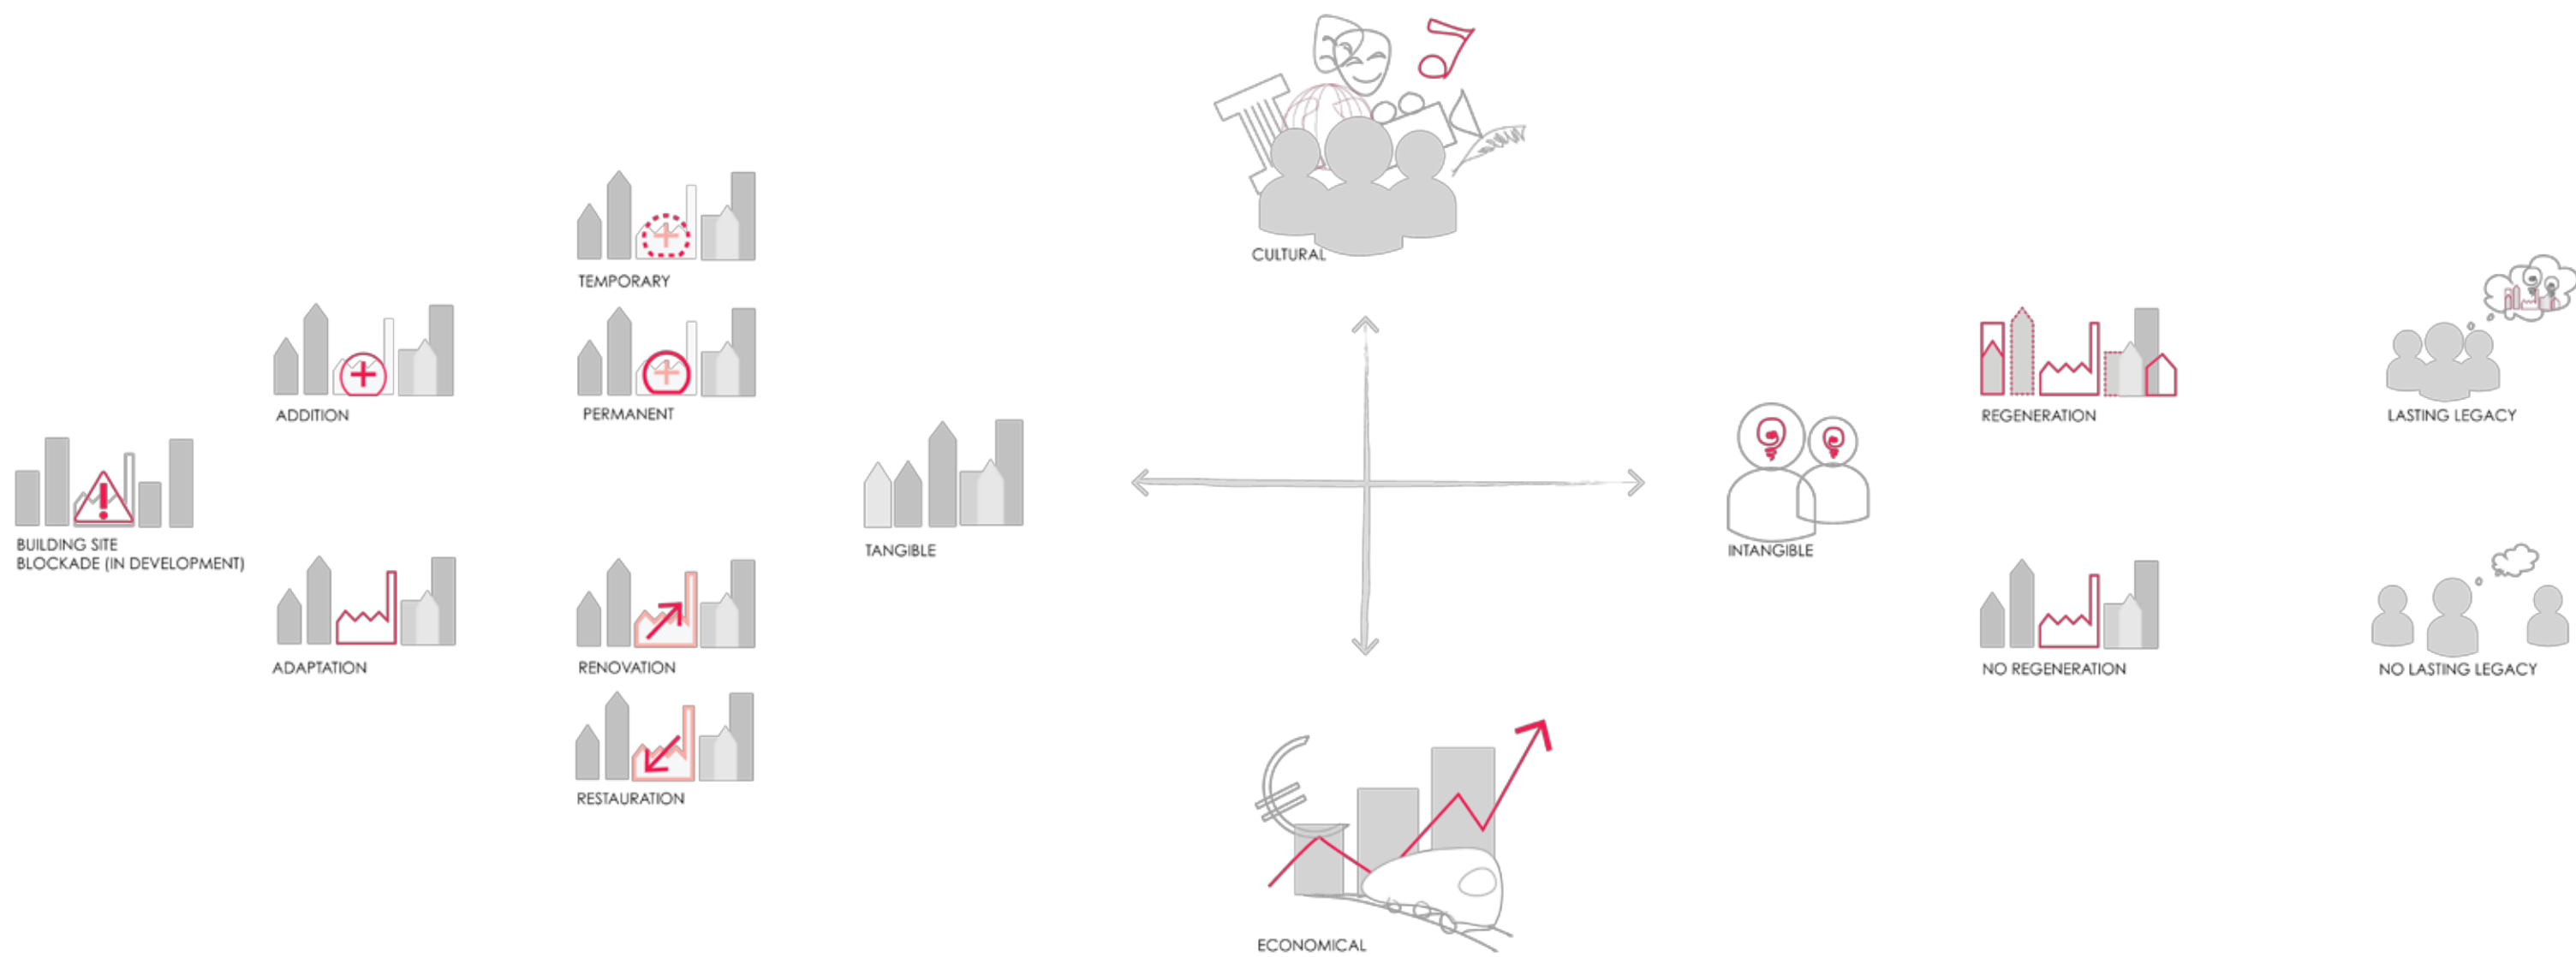 CULTURAL
TEMPORARY
ADDITION
PERMANENT
REGENERATION
LASTING LEGACY
BUILDING SITE
BLOCKADE (IN DEVELOPMENT)
TANGIBLE
INTANGIBLE
ADAPTATION
RENOVATION
NO REGENERATION
NO LASTING LEGACY
RESTAURATION
ECONOMICAL